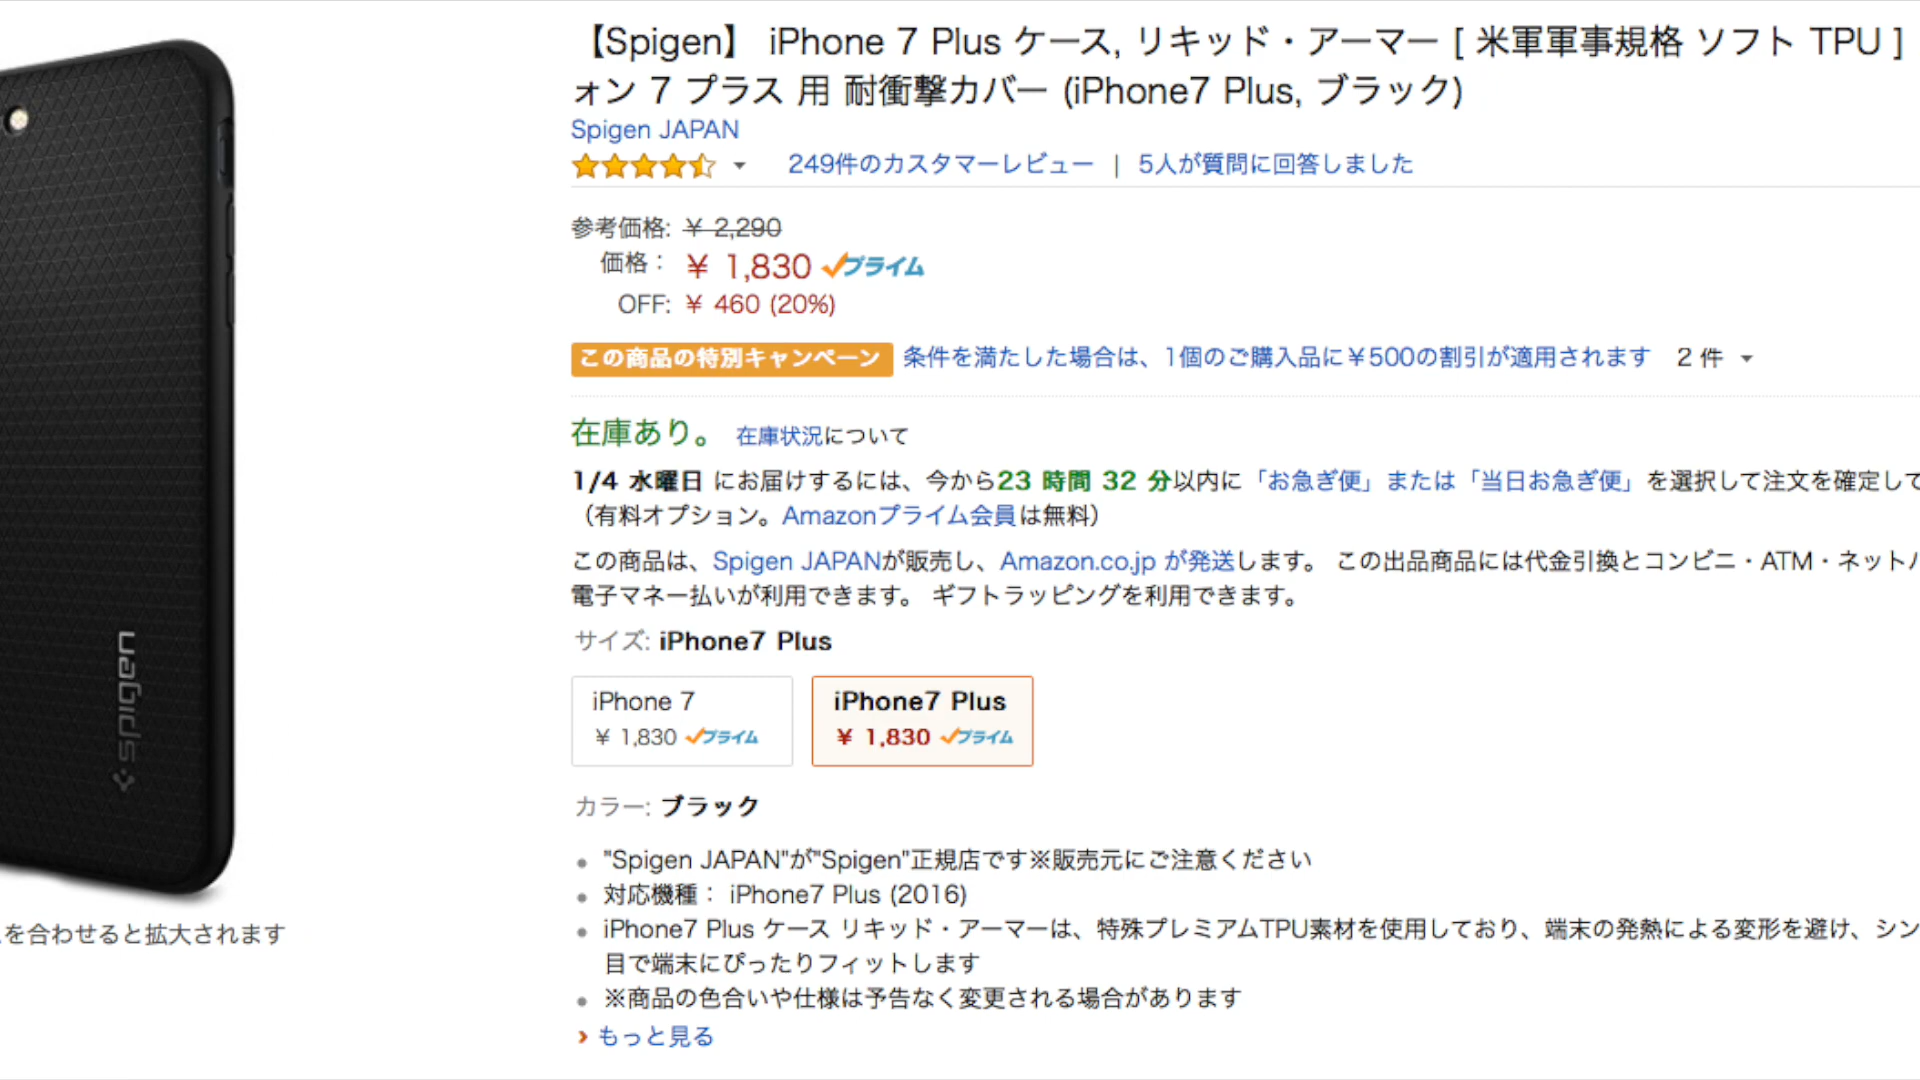 【Spigen】 iPhone 7 Plus ケース, リキッド・アーマー [ 米軍軍事規格 ソフト TPU ]
ォン 7 プラス 用 耐衝撃カバー (iPhone7 Plus, ブラック)
Spigen JAPAN
249件のカスタマーレビュー | 5人が質問に回答しました
参考価格: ¥ 2,290
価格： ¥ 1,830 プライム
OFF: ¥ 460 (20%)
この商品の特別キャンペーン 条件を満たした場合は、1個のご購入品に¥500の割引が適用されます 2 件
在庫あり。 在庫状況について
1/4 水曜日 にお届けするには、今から23 時間 32 分以内に「お急ぎ便」または「当日お急ぎ便」を選択して注文を確定して
（有料オプション。Amazonプライム会員は無料）
この商品は、Spigen JAPANが販売し、Amazon.co.jp が発送します。 この出品商品には代金引換とコンビニ・ATM・ネットバ
電子マネー払いが利用できます。 ギフトラッピングを利用できます。
サイズ: iPhone7 Plus
iPhone 7 iPhone7 Plus
¥ 1,830 プライム ¥ 1,830 プライム
カラー: ブラック
• "Spigen JAPAN"が"Spigen"正規店です※販売元にご注意ください
• 対応機種： iPhone7 Plus (2016)
• iPhone7 Plus ケース リキッド・アーマーは、特殊プレミアムTPU素材を使用しており、端末の発熱による変形を避け、シン
目で端末にぴったりフィットします
• ※商品の色合いや仕様は予告なく変更される場合があります
› もっと見る
spigen
を合わせると拡大されます